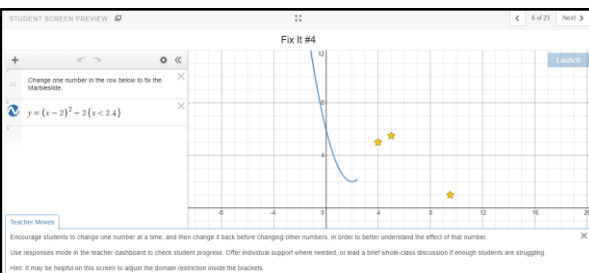 STUDENT SCREEN PREVIEW
6 of 23 Next >
Fix It #4
Change one number in the row below to fix the
Marbleslide.
y = (x − 2)² + 2{x < 2.4}
Launch
12
8
4
-8 -4 0 4 8 12 16 20
Teacher Moves
Encourage students to change one number at a time, and then change it back before changing other numbers, in order to better understand the effect of that number.
Use responses mode in the teacher dashboard to check student progress. Offer individual support where needed, or lead a brief whole-class discussion if enough students are struggling.
Hint: It may be helpful on this screen to adjust the domain restriction inside the brackets.